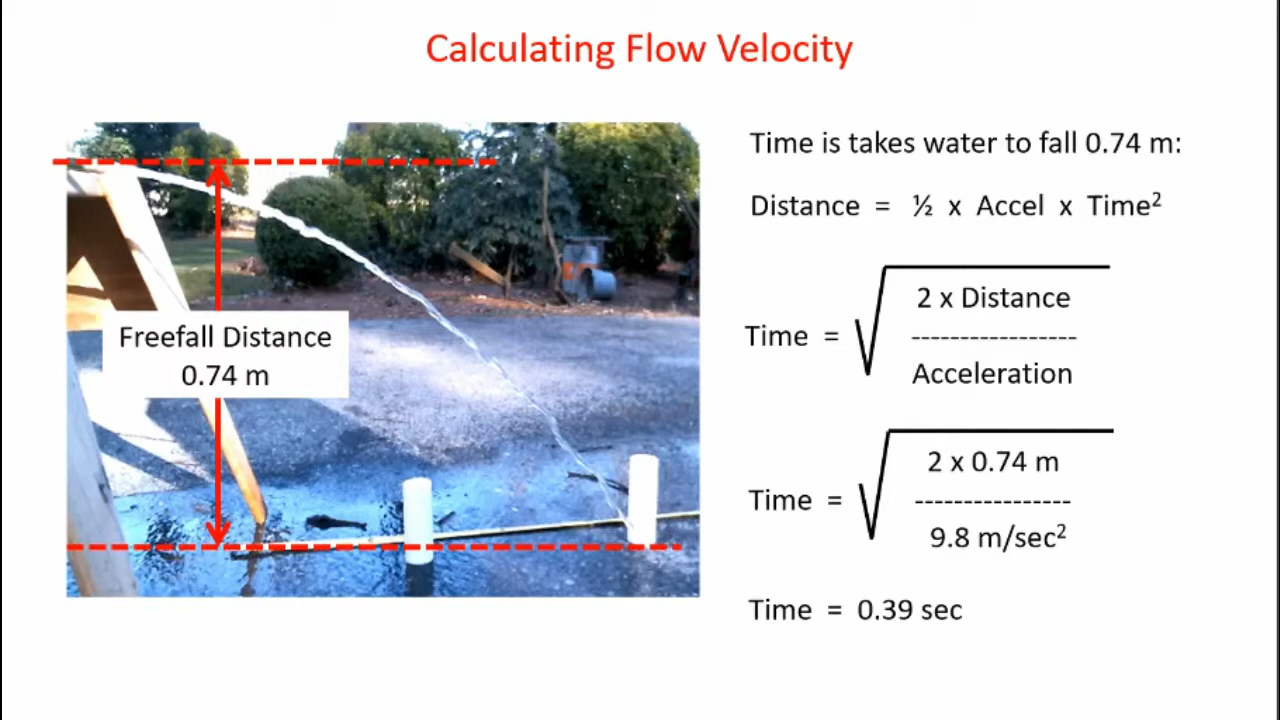 Calculating Flow Velocity
Freefall Distance
0.74 m
Time is takes water to fall 0.74 m:
Distance = ½ x Accel x Time²
2 x Distance
-----------------
Time = √
Acceleration
2 x 0.74 m
----------------
Time = √
9.8 m/sec²
Time = 0.39 sec